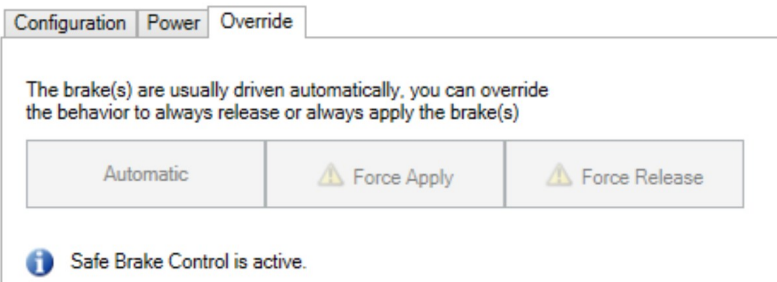 Configuration Power Override
The brake(s) are usually driven automatically, you can override
the behavior to always release or always apply the brake(s)
Automatic Force Apply Force Release
Safe Brake Control is active.